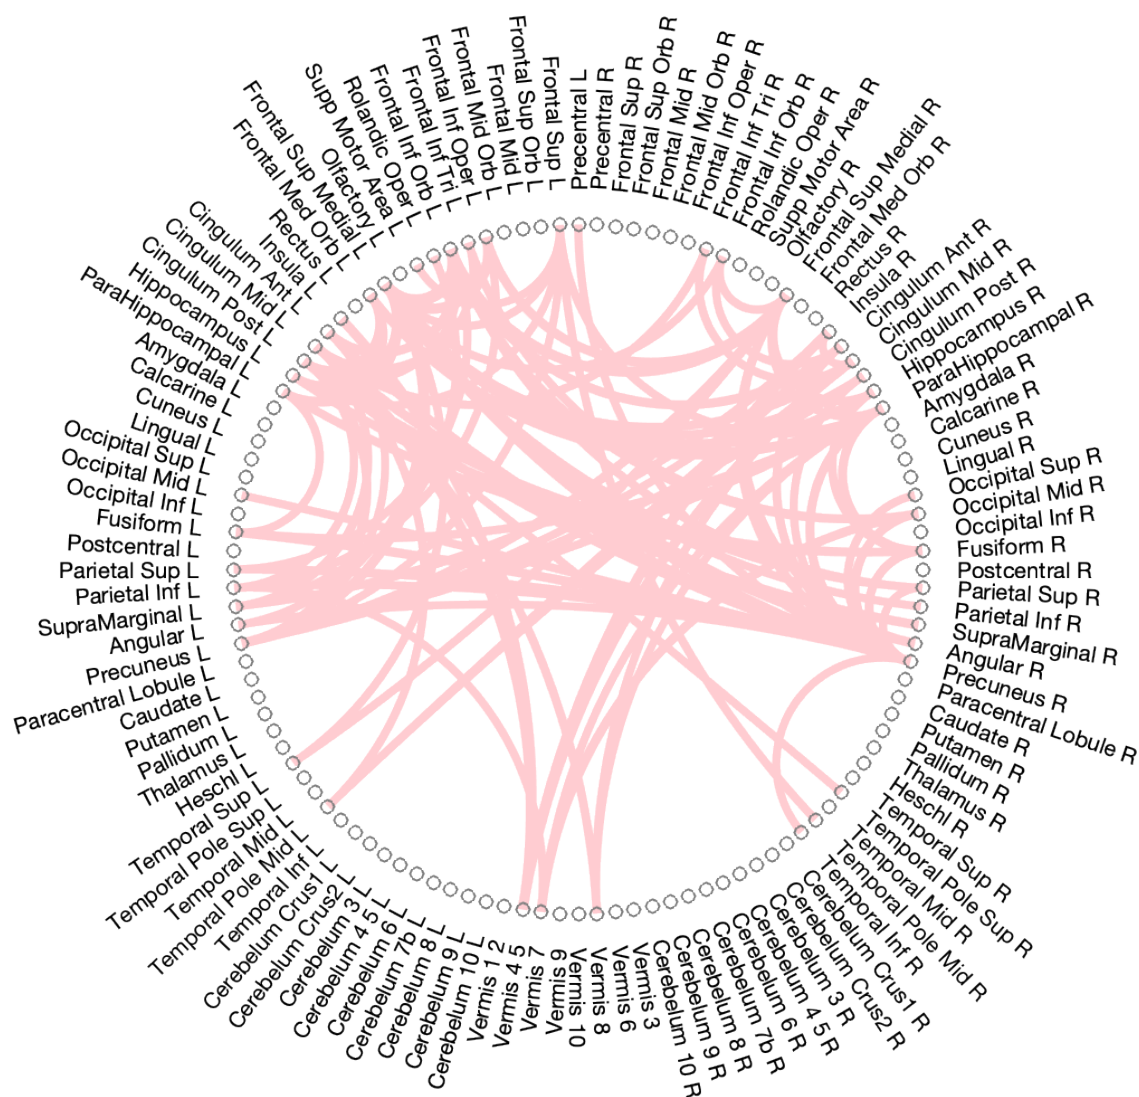 Precentral L
Precentral R
Frontal Sup R
Frontal Sup Orb R
Frontal Mid R
Frontal Mid Orb R
Frontal Inf Oper R
Frontal Inf Tri R
Frontal Inf Orb R
Rolandic Oper R
Supp Motor Area R
Olfactory R
Frontal Sup Medial R
Frontal Med Orb R
Rectus R
Insula R
Cingulum Ant R
Cingulum Mid R
Cingulum Post R
Hippocampus R
ParaHippocampal R
Amygdala R
Calcarine R
Cuneus R
Lingual R
Occipital Sup R
Occipital Mid R
Occipital Inf R
Fusiform R
Postcentral R
Parietal Sup R
Parietal Inf R
SupraMarginal R
Angular R
Precuneus R
Paracentral Lobule R
Caudate R
Putamen R
Pallidum R
Thalamus R
Heschl R
Temporal Sup R
Temporal Pole Sup R
Temporal Mid R
Temporal Pole Mid R
Temporal Inf R
Cerebelum Crus1 R
Cerebelum Crus2 R
Cerebelum 3 R
Cerebelum 4 5 R
Cerebelum 6 R
Cerebelum 7b R
Cerebelum 8 R
Cerebelum 9 R
Cerebelum 10 R
Vermis 3
Vermis 6
Vermis 8
Vermis 10
Vermis 9
Vermis 7
Vermis 4 5
Vermis 12
Cerebelum 10 L
Cerebelum 9 L
Cerebelum 8 L
Cerebelum 7b L
Cerebelum 6 L
Cerebelum 4 5 L
Cerebelum 3 L
Cerebelum Crus2 L
Cerebelum Crus1 L
Temporal Inf L
Temporal Pole Mid L
Temporal Mid L
Temporal Pole Sup L
Temporal Sup L
Heschl L
Thalamus L
Pallidum L
Putamen L
Caudate L
Paracentral Lobule L
Precuneus L
Angular L
SupraMarginal L
Parietal Inf L
Parietal Sup L
Postcentral L
Fusiform L
Occipital Inf L
Occipital Mid L
Occipital Sup L
Lingual L
Cuneus L
Calcarine L
Amygdala L
ParaHippocampal L
Hippocampus L
Cingulum Post L
Cingulum Mid L
Cingulum Ant L
Insula L
Rectus L
Frontal Med Orb L
Frontal Sup Medial L
Olfactory L
Supp Motor Area L
Rolandic Oper L
Frontal Inf Orb L
Frontal Inf Tri L
Frontal Inf Oper L
Frontal Mid Orb L
Frontal Mid L
Frontal Sup Orb L
Frontal Sup L